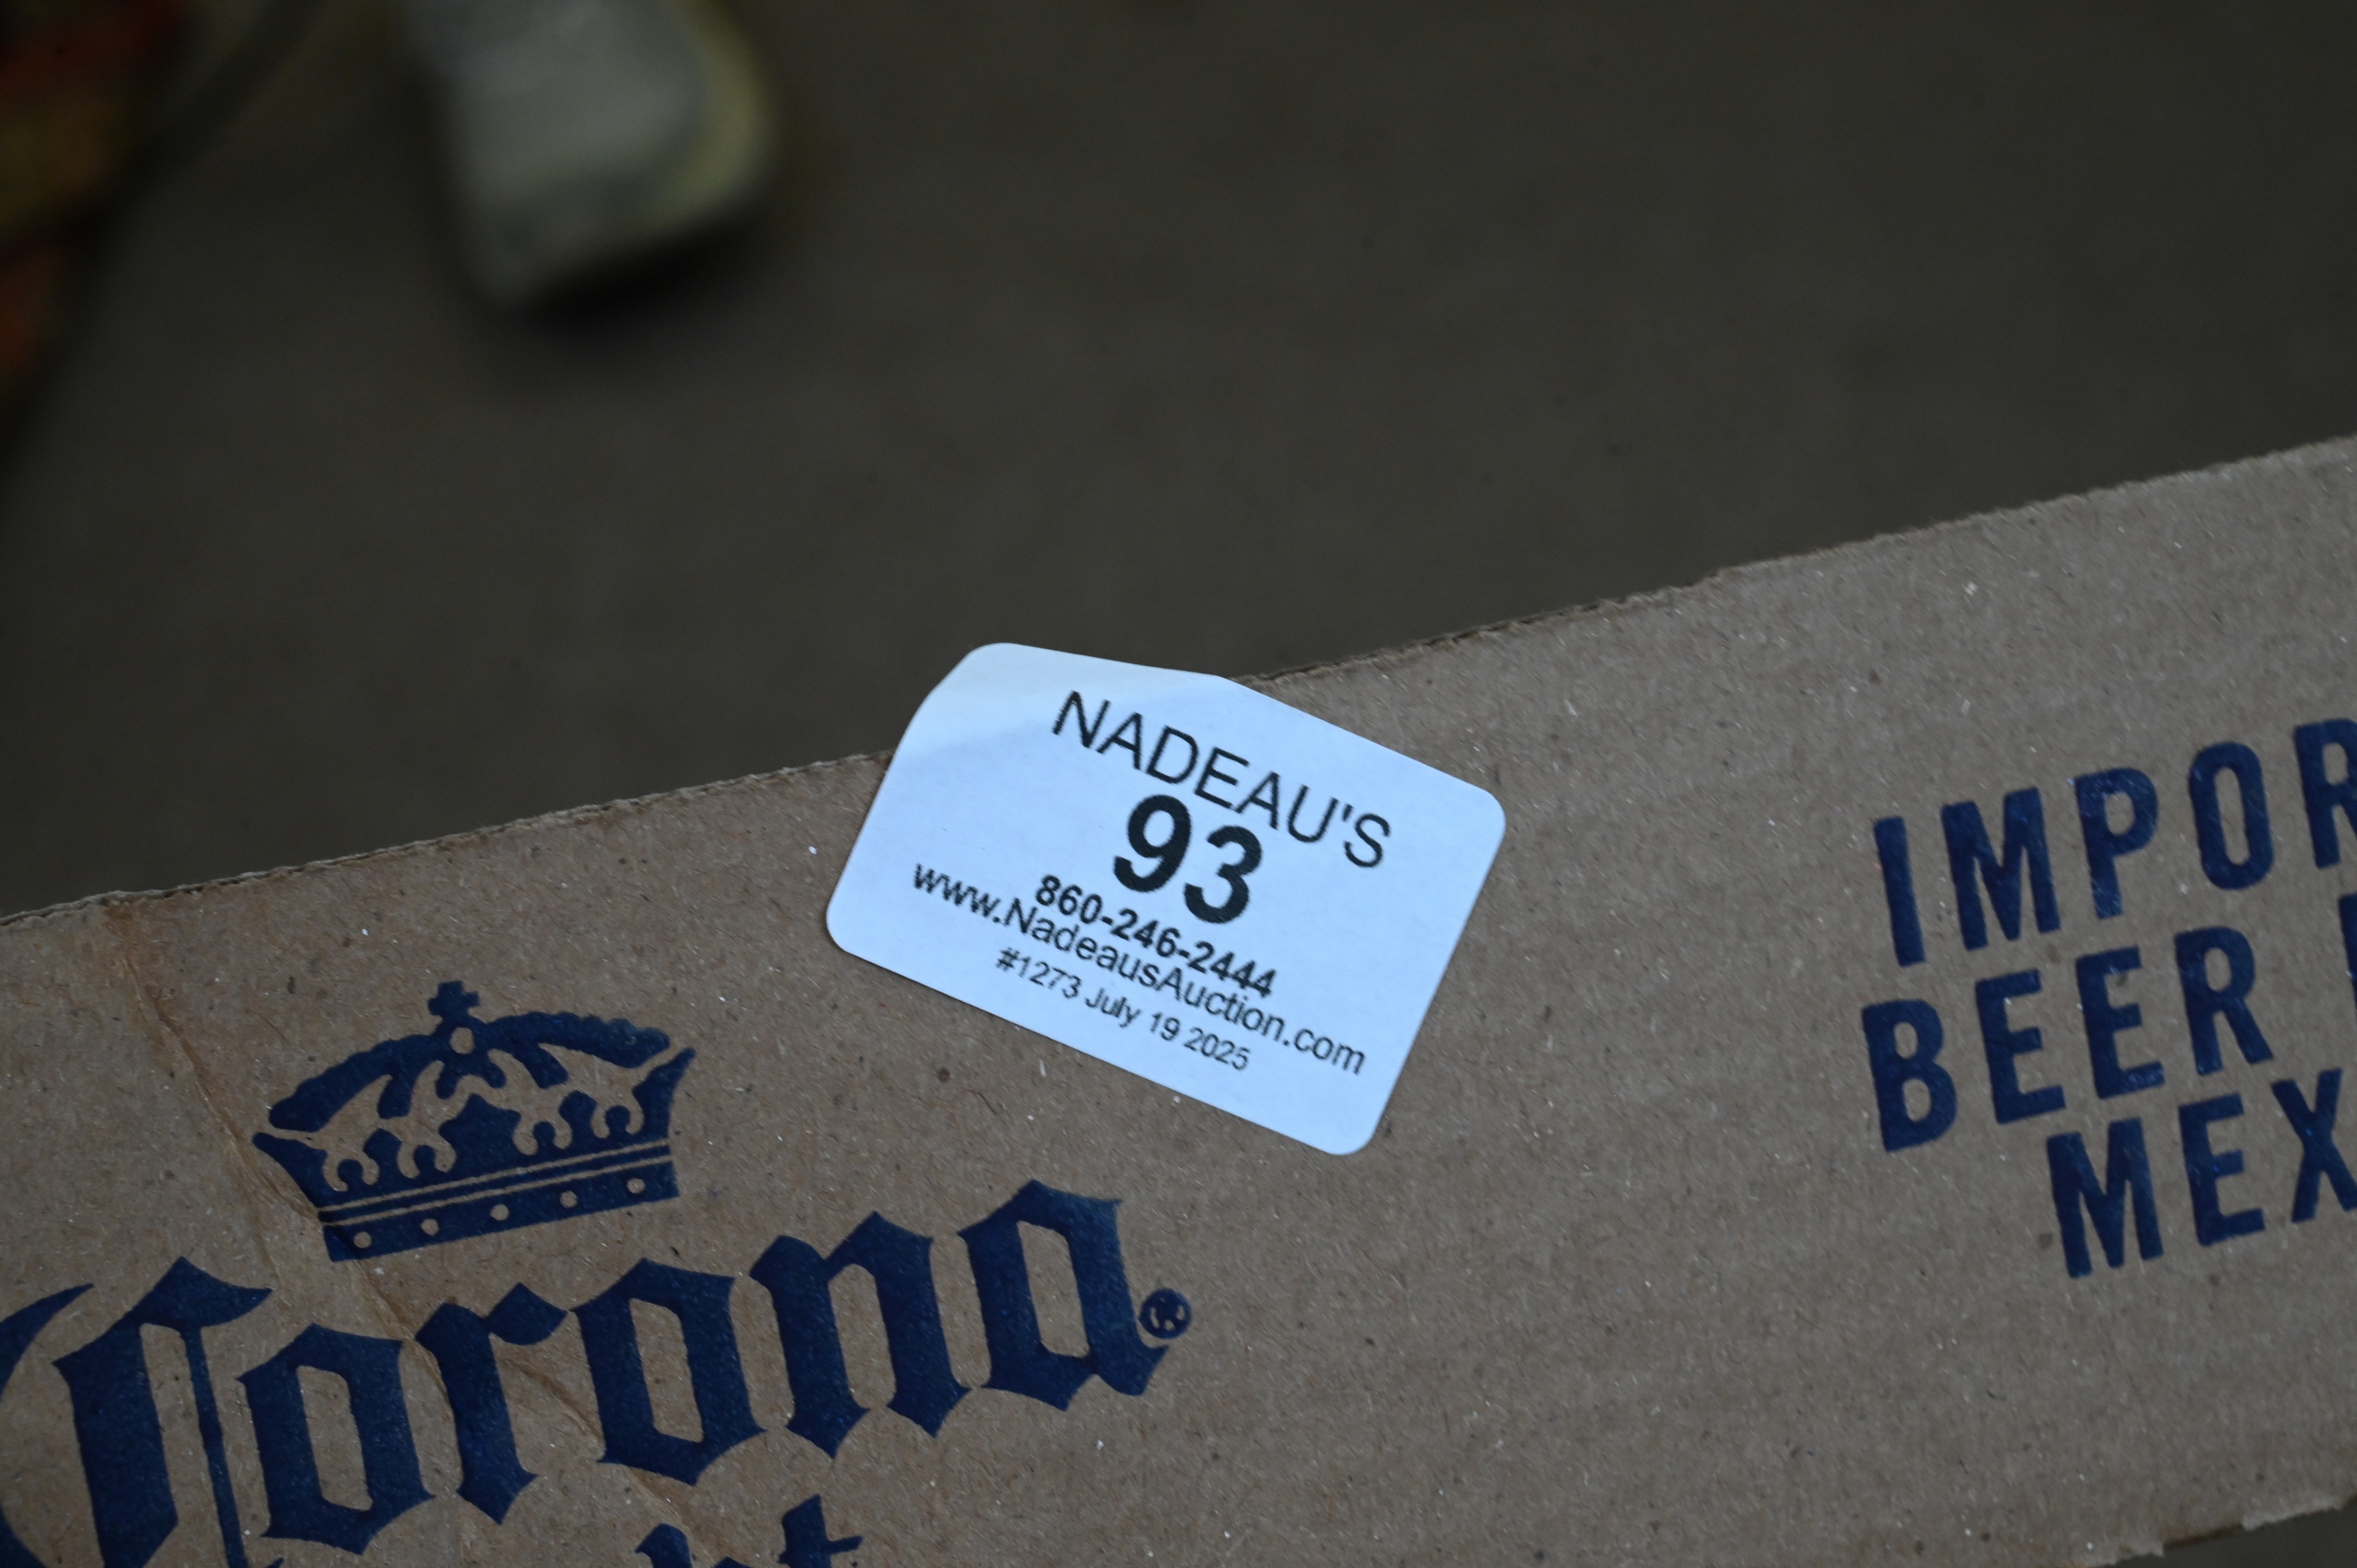 NADEAU'S
93
860-246-2444
www.NadeausAuction.com
#1273 July 19 2025
Corona®
IMPOR
BEER
MEX